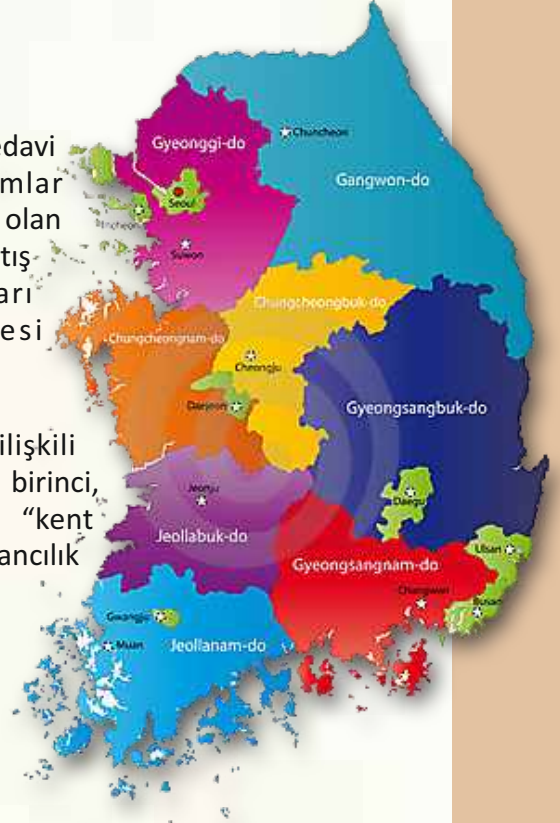 edavi
mlar
olan
tış
arı
esi
ilişkili
birinci,
“kent
ancılık
Chuncheon
Gyeonggi-do
Gangwon-do
Seoul
Incheon
Suwon
Chungcheongbuk-do
Chungcheongnam-do
Cheongju
Daejeon
Gyeongsangbuk-do
Jeonju
Daegu
Jeollabuk-do
Ulsan
Gyeongsangnam-do
Changwon
Busan
Gwangju
Muan
Jeollanam-do